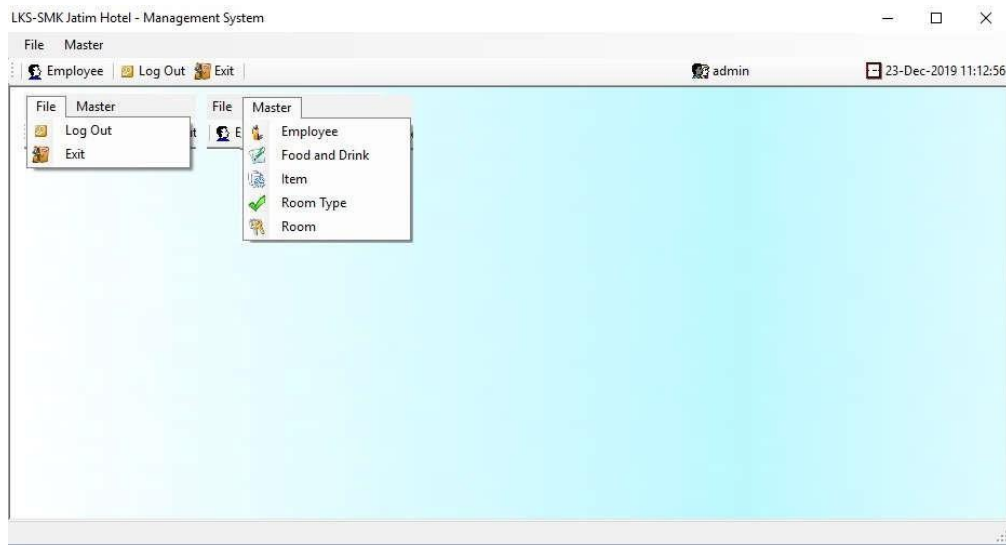 LKS-SMK Jatim Hotel - Management System
File Master
Employee Log Out Exit admin 23-Dec-2019 11:12:56
File Master
Log Out
Exit
File Master
Employee
Food and Drink
Item
Room Type
Room